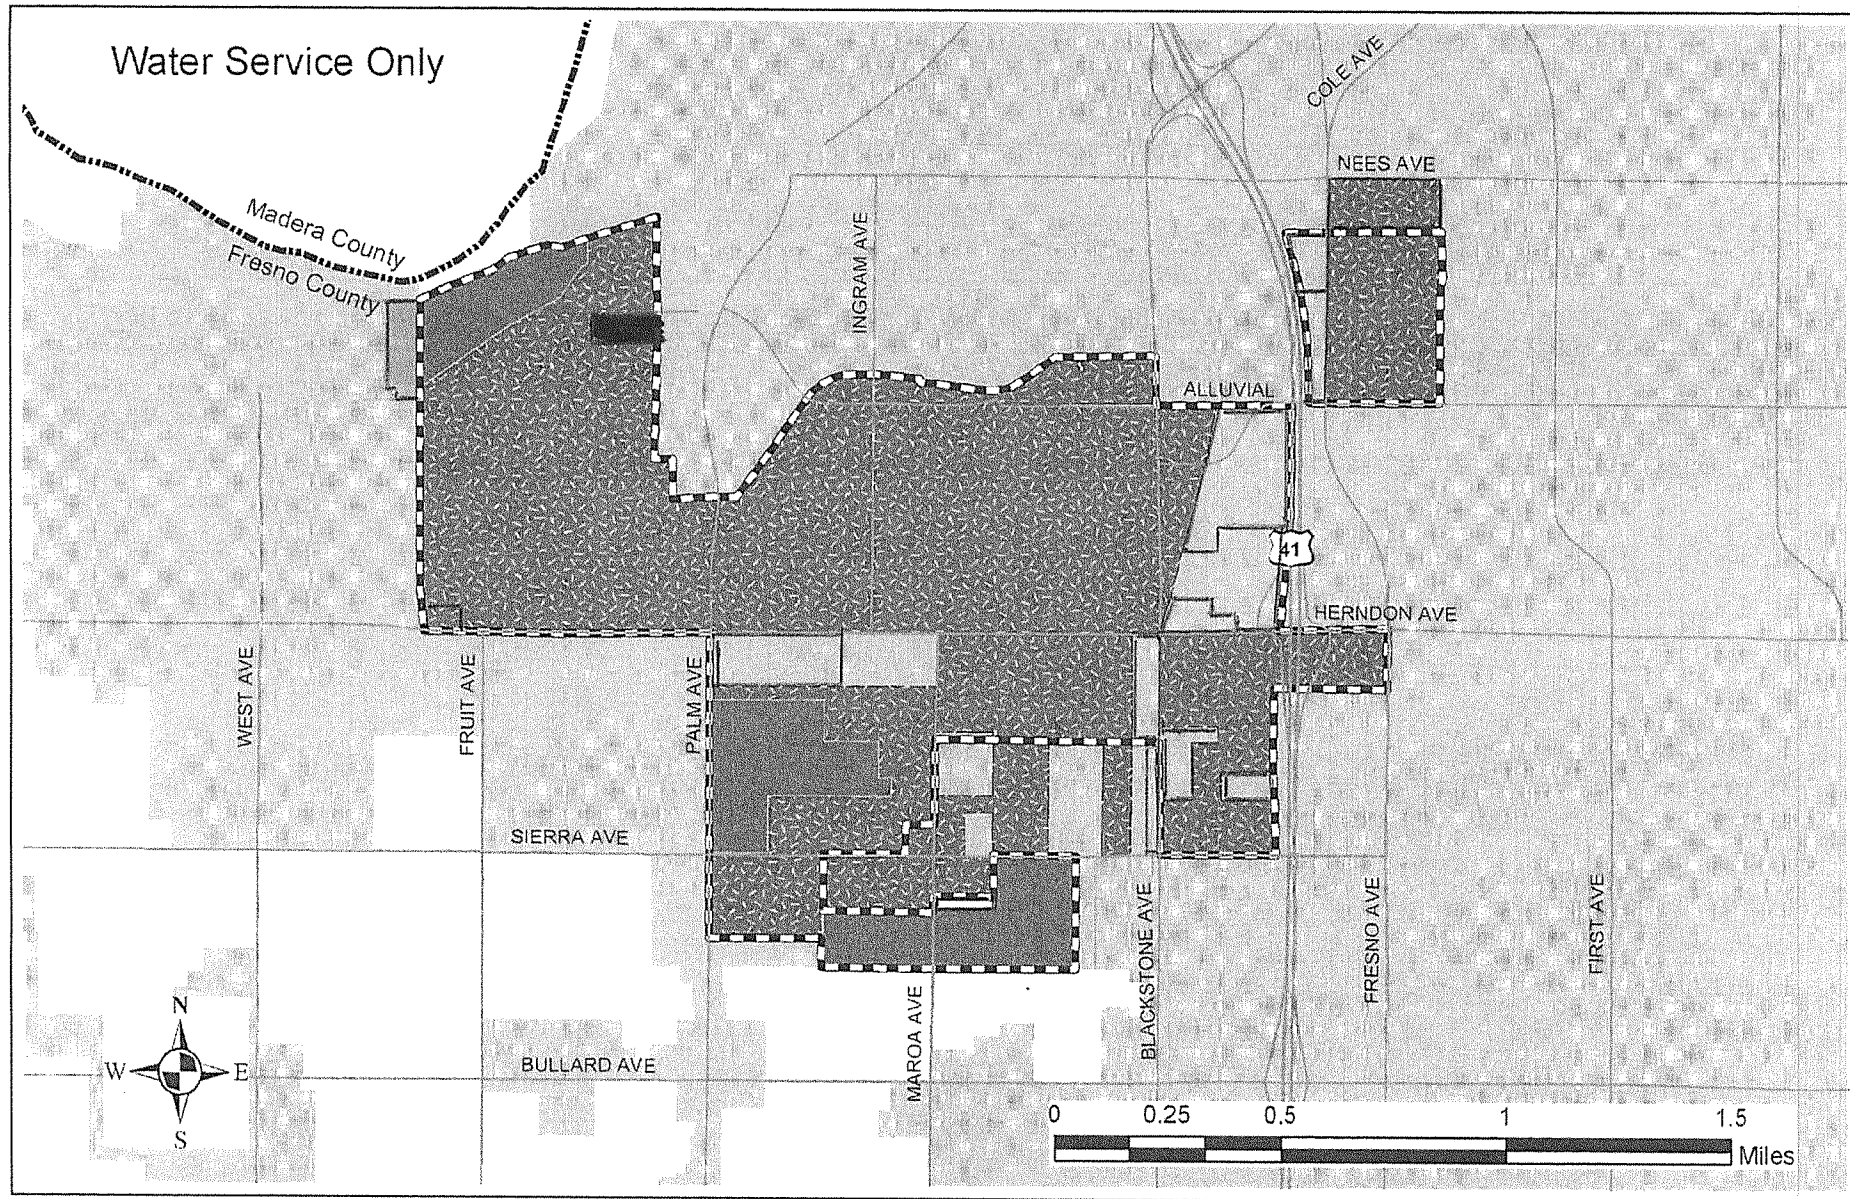 Water Service Only
COLE AVE
NEES AVE
Madera County
Fresno County
INGRAM AVE
ALLUVIAL
41
HERNDON AVE
WEST AVE
FRUIT AVE
PALM AVE
SIERRA AVE
BLACKSTONE AVE
FRESNO AVE
FIRST AVE
MAROA AVE
BULLARD AVE
N
W
E
S
0 0.25 0.5 1 1.5
Miles